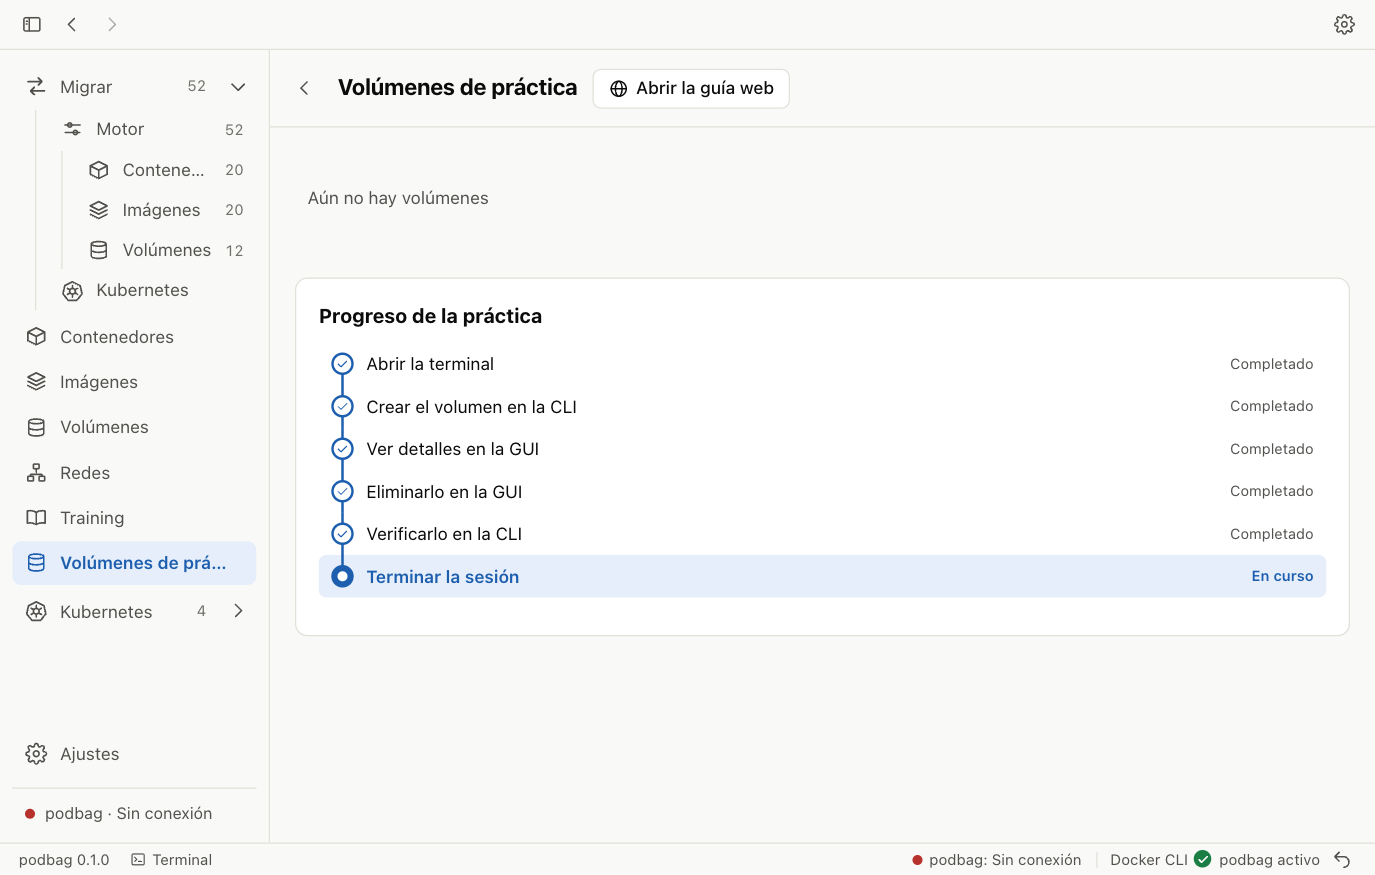 Migrar 52
Motor 52
Contene... 20
Imágenes 20
Volúmenes 12
Kubernetes
Contenedores
Imágenes
Volúmenes
Redes
Training
Volúmenes de prá...
Kubernetes 4
Ajustes
podbag · Sin conexión
Volúmenes de práctica
Abrir la guía web
Aún no hay volúmenes
Progreso de la práctica
Abrir la terminal Completado
Crear el volumen en la CLI Completado
Ver detalles en la GUI Completado
Eliminarlo en la GUI Completado
Verificarlo en la CLI Completado
Terminar la sesión En curso
podbag 0.1.0 Terminal podbag: Sin conexión Docker CLI podbag activo